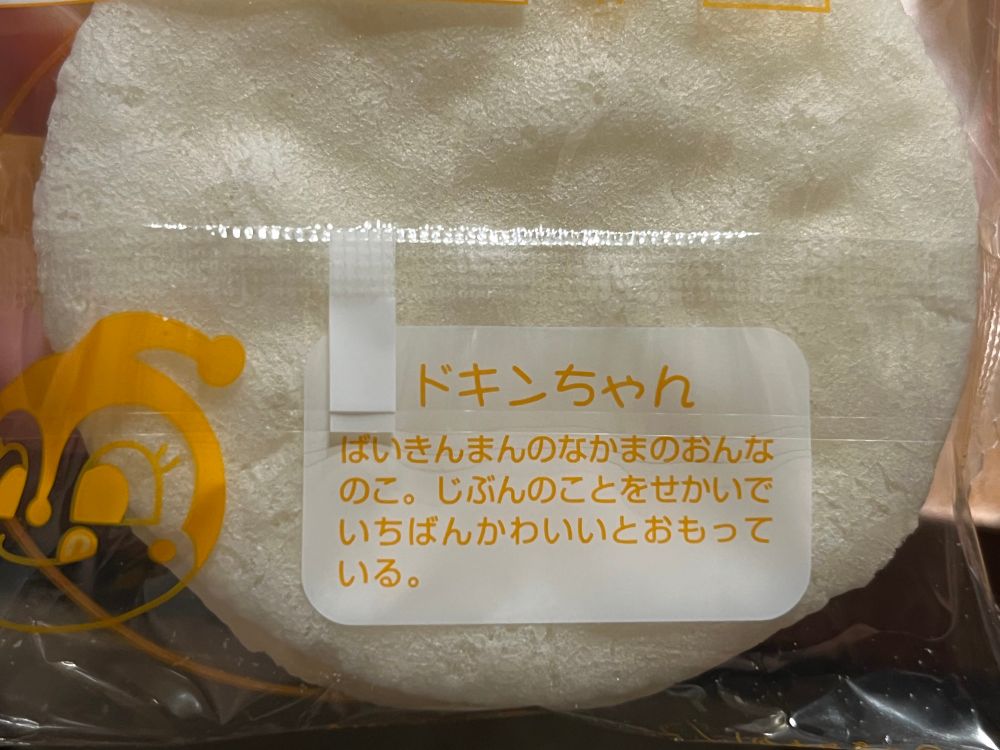 ドキンちゃん
ばいきんまんのなかまのおんな
のこ。じぶんのことをせかいで
いちばんかわいいとおもって
いる。